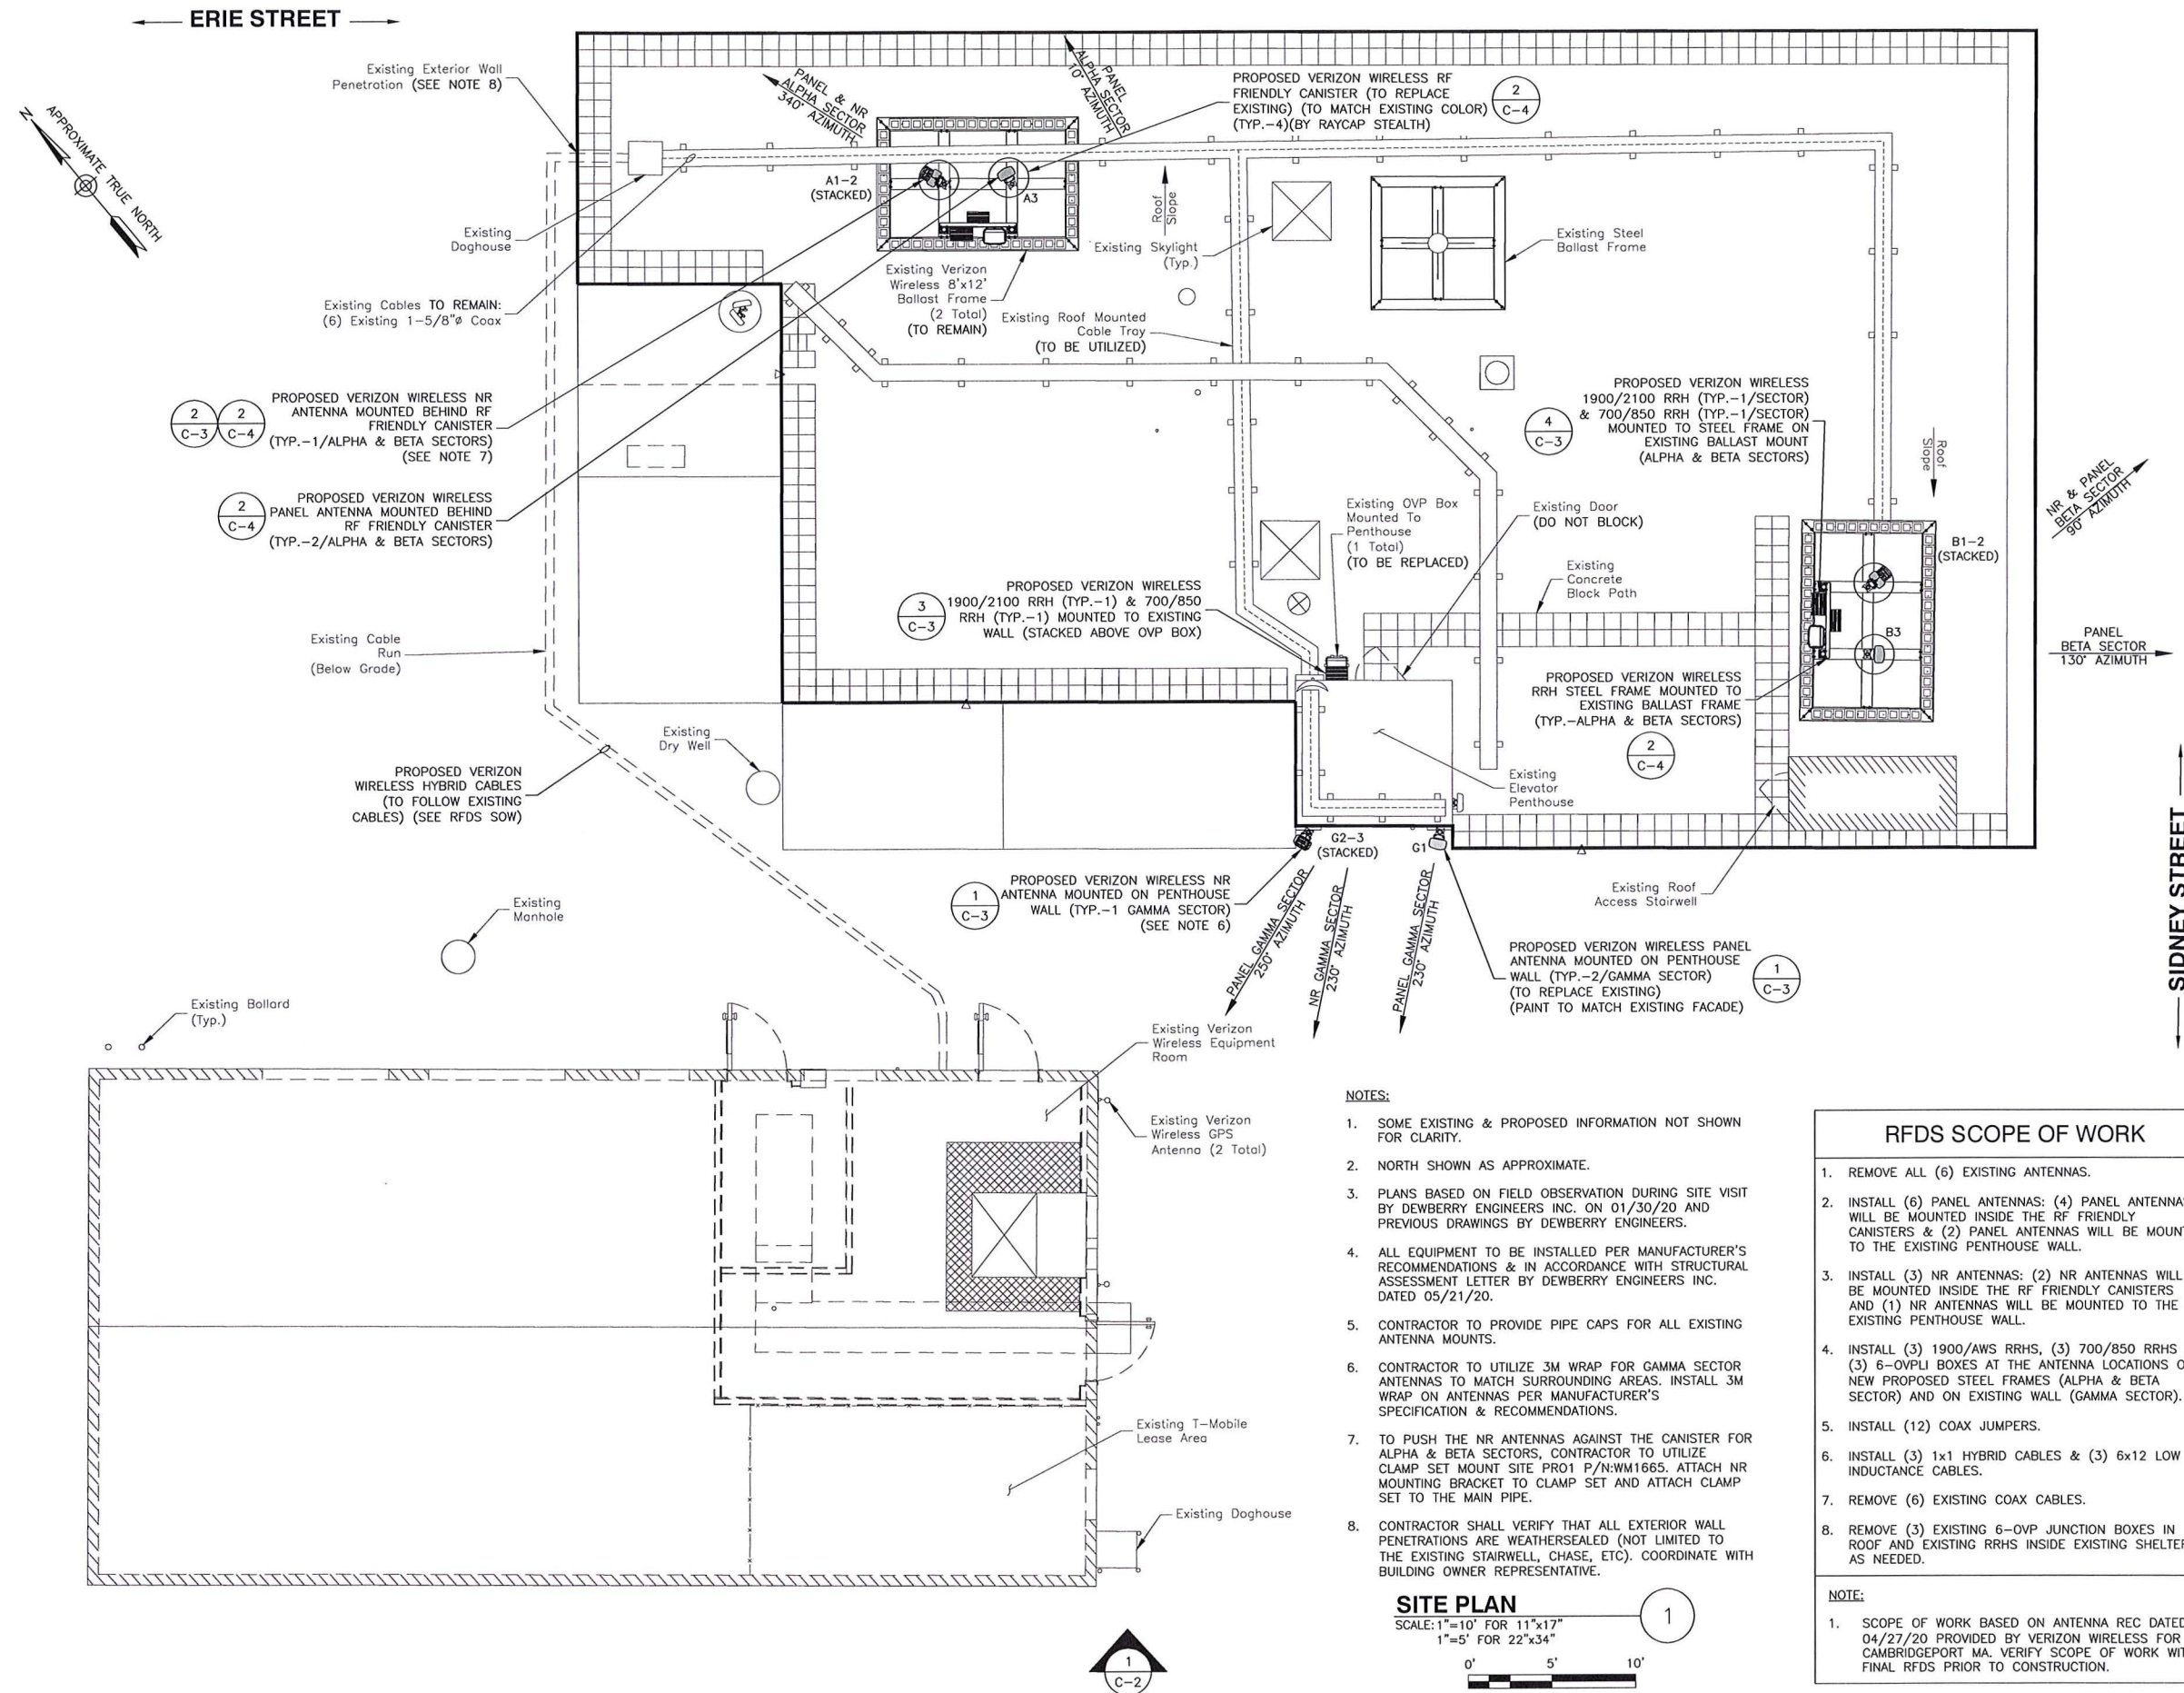 ERIE STREET
Existing Exterior Wall
Penetration (SEE NOTE 8)
N
APPROXIMATE TRUE NORTH
PANEL & NR
ALPHA SECTOR
340° AZIMUTH
PANEL
ALPHA SECTOR
10° AZIMUTH
PROPOSED VERIZON WIRELESS RF
FRIENDLY CANISTER (TO REPLACE
EXISTING) (TO MATCH EXISTING COLOR)
(TYP.-4)(BY RAYCAP STEALTH)
2
C-4
A1-2
(STACKED)
A3
Roof
Slope
Existing
Doghouse
Existing Skylight
(Typ.)
Existing Steel
Ballast Frame
Existing Verizon
Wireless 8'x12'
Ballast Frame
(2 Total)
(TO REMAIN)
Existing Cables TO REMAIN:
(6) Existing 1-5/8"ø Coax
Existing Roof Mounted
Cable Tray
(TO BE UTILIZED)
2
C-3
2
C-4
PROPOSED VERIZON WIRELESS NR
ANTENNA MOUNTED BEHIND RF
FRIENDLY CANISTER
(TYP.-1/ALPHA & BETA SECTORS)
(SEE NOTE 7)
4
C-3
PROPOSED VERIZON WIRELESS
1900/2100 RRH (TYP.-1/SECTOR)
& 700/850 RRH (TYP.-1/SECTOR)
MOUNTED TO STEEL FRAME ON
EXISTING BALLAST MOUNT
(ALPHA & BETA SECTORS)
Roof
Slope
NR & PANEL
BETA SECTOR
90° AZIMUTH
2
C-4
PROPOSED VERIZON WIRELESS
PANEL ANTENNA MOUNTED BEHIND
RF FRIENDLY CANISTER
(TYP.-2/ALPHA & BETA SECTORS)
Existing OVP Box
Mounted To
Penthouse
(1 Total)
(TO BE REPLACED)
Existing Door
(DO NOT BLOCK)
B1-2
(STACKED)
Existing
Concrete
Block Path
3
C-3
PROPOSED VERIZON WIRELESS
1900/2100 RRH (TYP.-1) & 700/850
RRH (TYP.-1) MOUNTED TO EXISTING
WALL (STACKED ABOVE OVP BOX)
B3
PANEL
BETA SECTOR
130° AZIMUTH
Existing Cable
Run
(Below Grade)
PROPOSED VERIZON WIRELESS
RRH STEEL FRAME MOUNTED TO
EXISTING BALLAST FRAME
(TYP.-ALPHA & BETA SECTORS)
2
C-4
Existing
Dry Well
PROPOSED VERIZON
WIRELESS HYBRID CABLES
(TO FOLLOW EXISTING
CABLES) (SEE RFDS SOW)
Existing
Elevator
Penthouse
SIDNEY STREET
G2-3
(STACKED)
G1
1
C-3
PROPOSED VERIZON WIRELESS NR
ANTENNA MOUNTED ON PENTHOUSE
WALL (TYP.-1 GAMMA SECTOR)
(SEE NOTE 6)
Existing Roof
Access Stairwell
PANEL GAMMA SECTOR
250° AZIMUTH
NR GAMMA SECTOR
230° AZIMUTH
PANEL GAMMA SECTOR
230° AZIMUTH
PROPOSED VERIZON WIRELESS PANEL
ANTENNA MOUNTED ON PENTHOUSE
WALL (TYP.-2/GAMMA SECTOR)
(TO REPLACE EXISTING)
(PAINT TO MATCH EXISTING FACADE)
1
C-3
Existing
Manhole
Existing Bollard
(Typ.)
Existing Verizon
Wireless Equipment
Room
Existing Verizon
Wireless GPS
Antenna (2 Total)
Existing T-Mobile
Lease Area
Existing Doghouse
NOTES:
1. SOME EXISTING & PROPOSED INFORMATION NOT SHOWN
FOR CLARITY.
2. NORTH SHOWN AS APPROXIMATE.
3. PLANS BASED ON FIELD OBSERVATION DURING SITE VISIT
BY DEWBERRY ENGINEERS INC. ON 01/30/20 AND
PREVIOUS DRAWINGS BY DEWBERRY ENGINEERS.
4. ALL EQUIPMENT TO BE INSTALLED PER MANUFACTURER'S
RECOMMENDATIONS & IN ACCORDANCE WITH STRUCTURAL
ASSESSMENT LETTER BY DEWBERRY ENGINEERS INC.
DATED 05/21/20.
5. CONTRACTOR TO PROVIDE PIPE CAPS FOR ALL EXISTING
ANTENNA MOUNTS.
6. CONTRACTOR TO UTILIZE 3M WRAP FOR GAMMA SECTOR
ANTENNAS TO MATCH SURROUNDING AREAS. INSTALL 3M
WRAP ON ANTENNAS PER MANUFACTURER'S
SPECIFICATION & RECOMMENDATIONS.
7. TO PUSH THE NR ANTENNAS AGAINST THE CANISTER FOR
ALPHA & BETA SECTORS, CONTRACTOR TO UTILIZE
CLAMP SET MOUNT SITE PRO1 P/N:WM1665. ATTACH NR
MOUNTING BRACKET TO CLAMP SET AND ATTACH CLAMP
SET TO THE MAIN PIPE.
8. CONTRACTOR SHALL VERIFY THAT ALL EXTERIOR WALL
PENETRATIONS ARE WEATHERSEALED (NOT LIMITED TO
THE EXISTING STAIRWELL, CHASE, ETC). COORDINATE WITH
BUILDING OWNER REPRESENTATIVE.
SITE PLAN
SCALE: 1"=10' FOR 11"x17"
1"=5' FOR 22"x34"
1
0' 5' 10'
1
C-2
RFDS SCOPE OF WORK
1. REMOVE ALL (6) EXISTING ANTENNAS.
2. INSTALL (6) PANEL ANTENNAS: (4) PANEL ANTENNA
WILL BE MOUNTED INSIDE THE RF FRIENDLY
CANISTERS & (2) PANEL ANTENNAS WILL BE MOUN
TO THE EXISTING PENTHOUSE WALL.
3. INSTALL (3) NR ANTENNAS: (2) NR ANTENNAS WILL
BE MOUNTED INSIDE THE RF FRIENDLY CANISTERS
AND (1) NR ANTENNAS WILL BE MOUNTED TO THE
EXISTING PENTHOUSE WALL.
4. INSTALL (3) 1900/AWS RRHS, (3) 700/850 RRHS
(3) 6-OVPLI BOXES AT THE ANTENNA LOCATIONS O
NEW PROPOSED STEEL FRAMES (ALPHA & BETA
SECTOR) AND ON EXISTING WALL (GAMMA SECTOR).
5. INSTALL (12) COAX JUMPERS.
6. INSTALL (3) 1x1 HYBRID CABLES & (3) 6x12 LOW
INDUCTANCE CABLES.
7. REMOVE (6) EXISTING COAX CABLES.
8. REMOVE (3) EXISTING 6-OVP JUNCTION BOXES IN
ROOF AND EXISTING RRHS INSIDE EXISTING SHELTER
AS NEEDED.
NOTE:
1. SCOPE OF WORK BASED ON ANTENNA REC DATED
04/27/20 PROVIDED BY VERIZON WIRELESS FOR
CAMBRIDGEPORT MA. VERIFY SCOPE OF WORK WIT
FINAL RFDS PRIOR TO CONSTRUCTION.